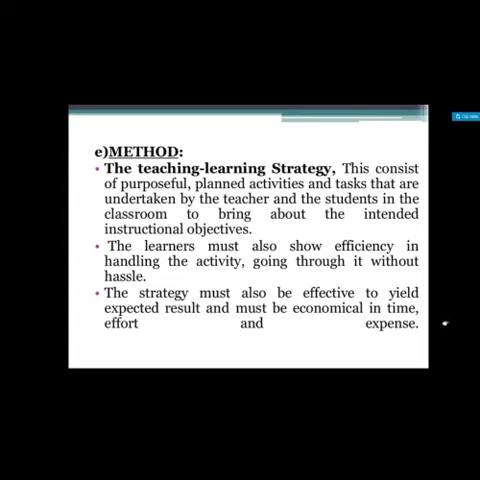 e)METHOD:
• The teaching-learning Strategy, This consist
of purposeful, planned activities and tasks that are
undertaken by the teacher and the students in the
classroom to bring about the intended
instructional objectives.
• The learners must also show efficiency in
handling the activity, going through it without
hassle.
• The strategy must also be effective to yield
expected result and must be economical in time,
effort and expense.